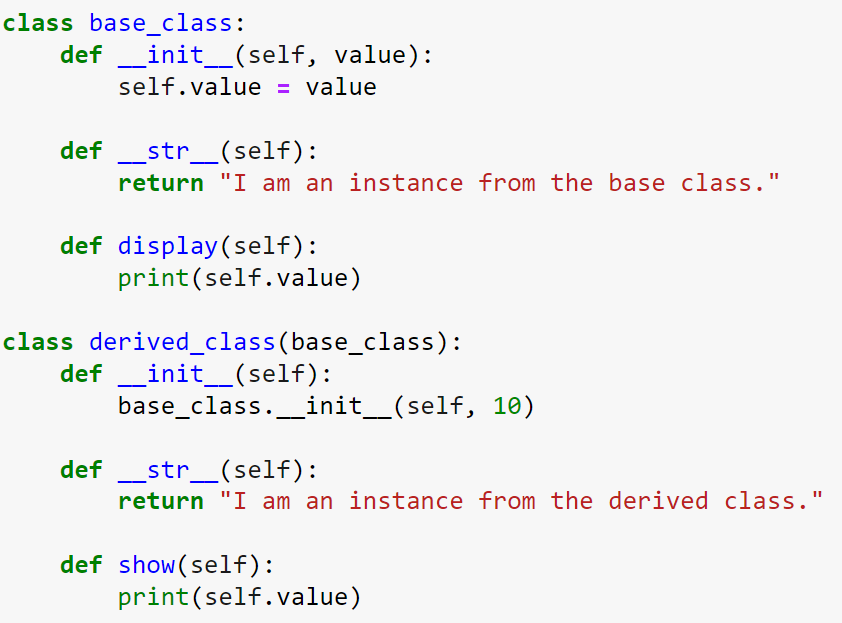 class base_class:
    def __init__(self, value):
        self.value = value

    def __str__(self):
        return "I am an instance from the base class."

    def display(self):
        print(self.value)

class derived_class(base_class):
    def __init__(self):
        base_class.__init__(self, 10)

    def __str__(self):
        return "I am an instance from the derived class."

    def show(self):
        print(self.value)